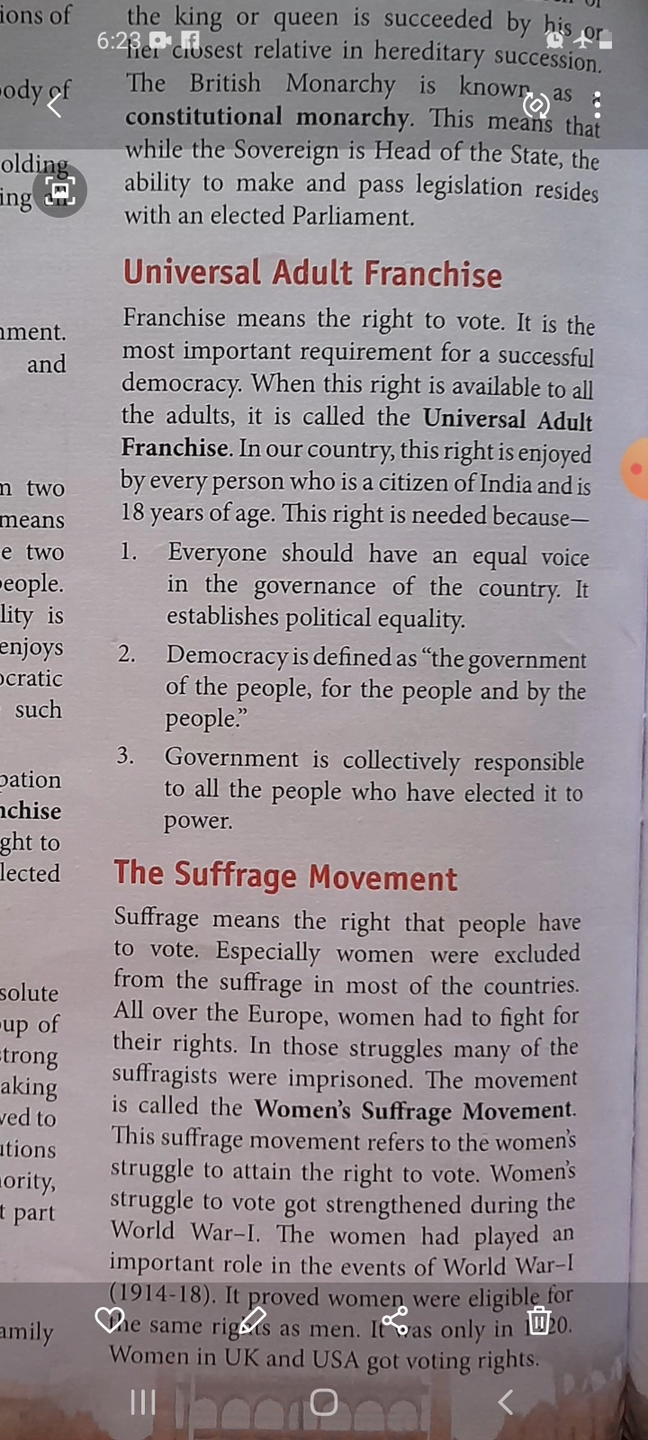 6:23
ions of
ody of
olding
ing
nment.
and
n two
means
e two
people.
lity is
enjoys
ocratic
such
pation
nchise
ght to
lected
solute
up of
strong
aking
ved to
utions
ority,
t part
amily
the king or queen is succeeded by his or
her closest relative in hereditary succession.
The British Monarchy is known as a
constitutional monarchy. This means that
while the Sovereign is Head of the State, the
ability to make and pass legislation resides
with an elected Parliament.
Universal Adult Franchise
Franchise means the right to vote. It is the
most important requirement for a successful
democracy. When this right is available to all
the adults, it is called the Universal Adult
Franchise. In our country, this right is enjoyed
by every person who is a citizen of India and is
18 years of age. This right is needed because—
1. Everyone should have an equal voice
in the governance of the country. It
establishes political equality.
2. Democracy is defined as “the government
of the people, for the people and by the
people.”
3. Government is collectively responsible
to all the people who have elected it to
power.
The Suffrage Movement
Suffrage means the right that people have
to vote. Especially women were excluded
from the suffrage in most of the countries.
All over the Europe, women had to fight for
their rights. In those struggles many of the
suffragists were imprisoned. The movement
is called the Women's Suffrage Movement.
This suffrage movement refers to the women's
struggle to attain the right to vote. Women's
struggle to vote got strengthened during the
World War–I. The women had played an
important role in the events of World War–I
(1914-18). It proved women were eligible for
the same rights as men. It was only in
Women in UK and USA got voting rights.